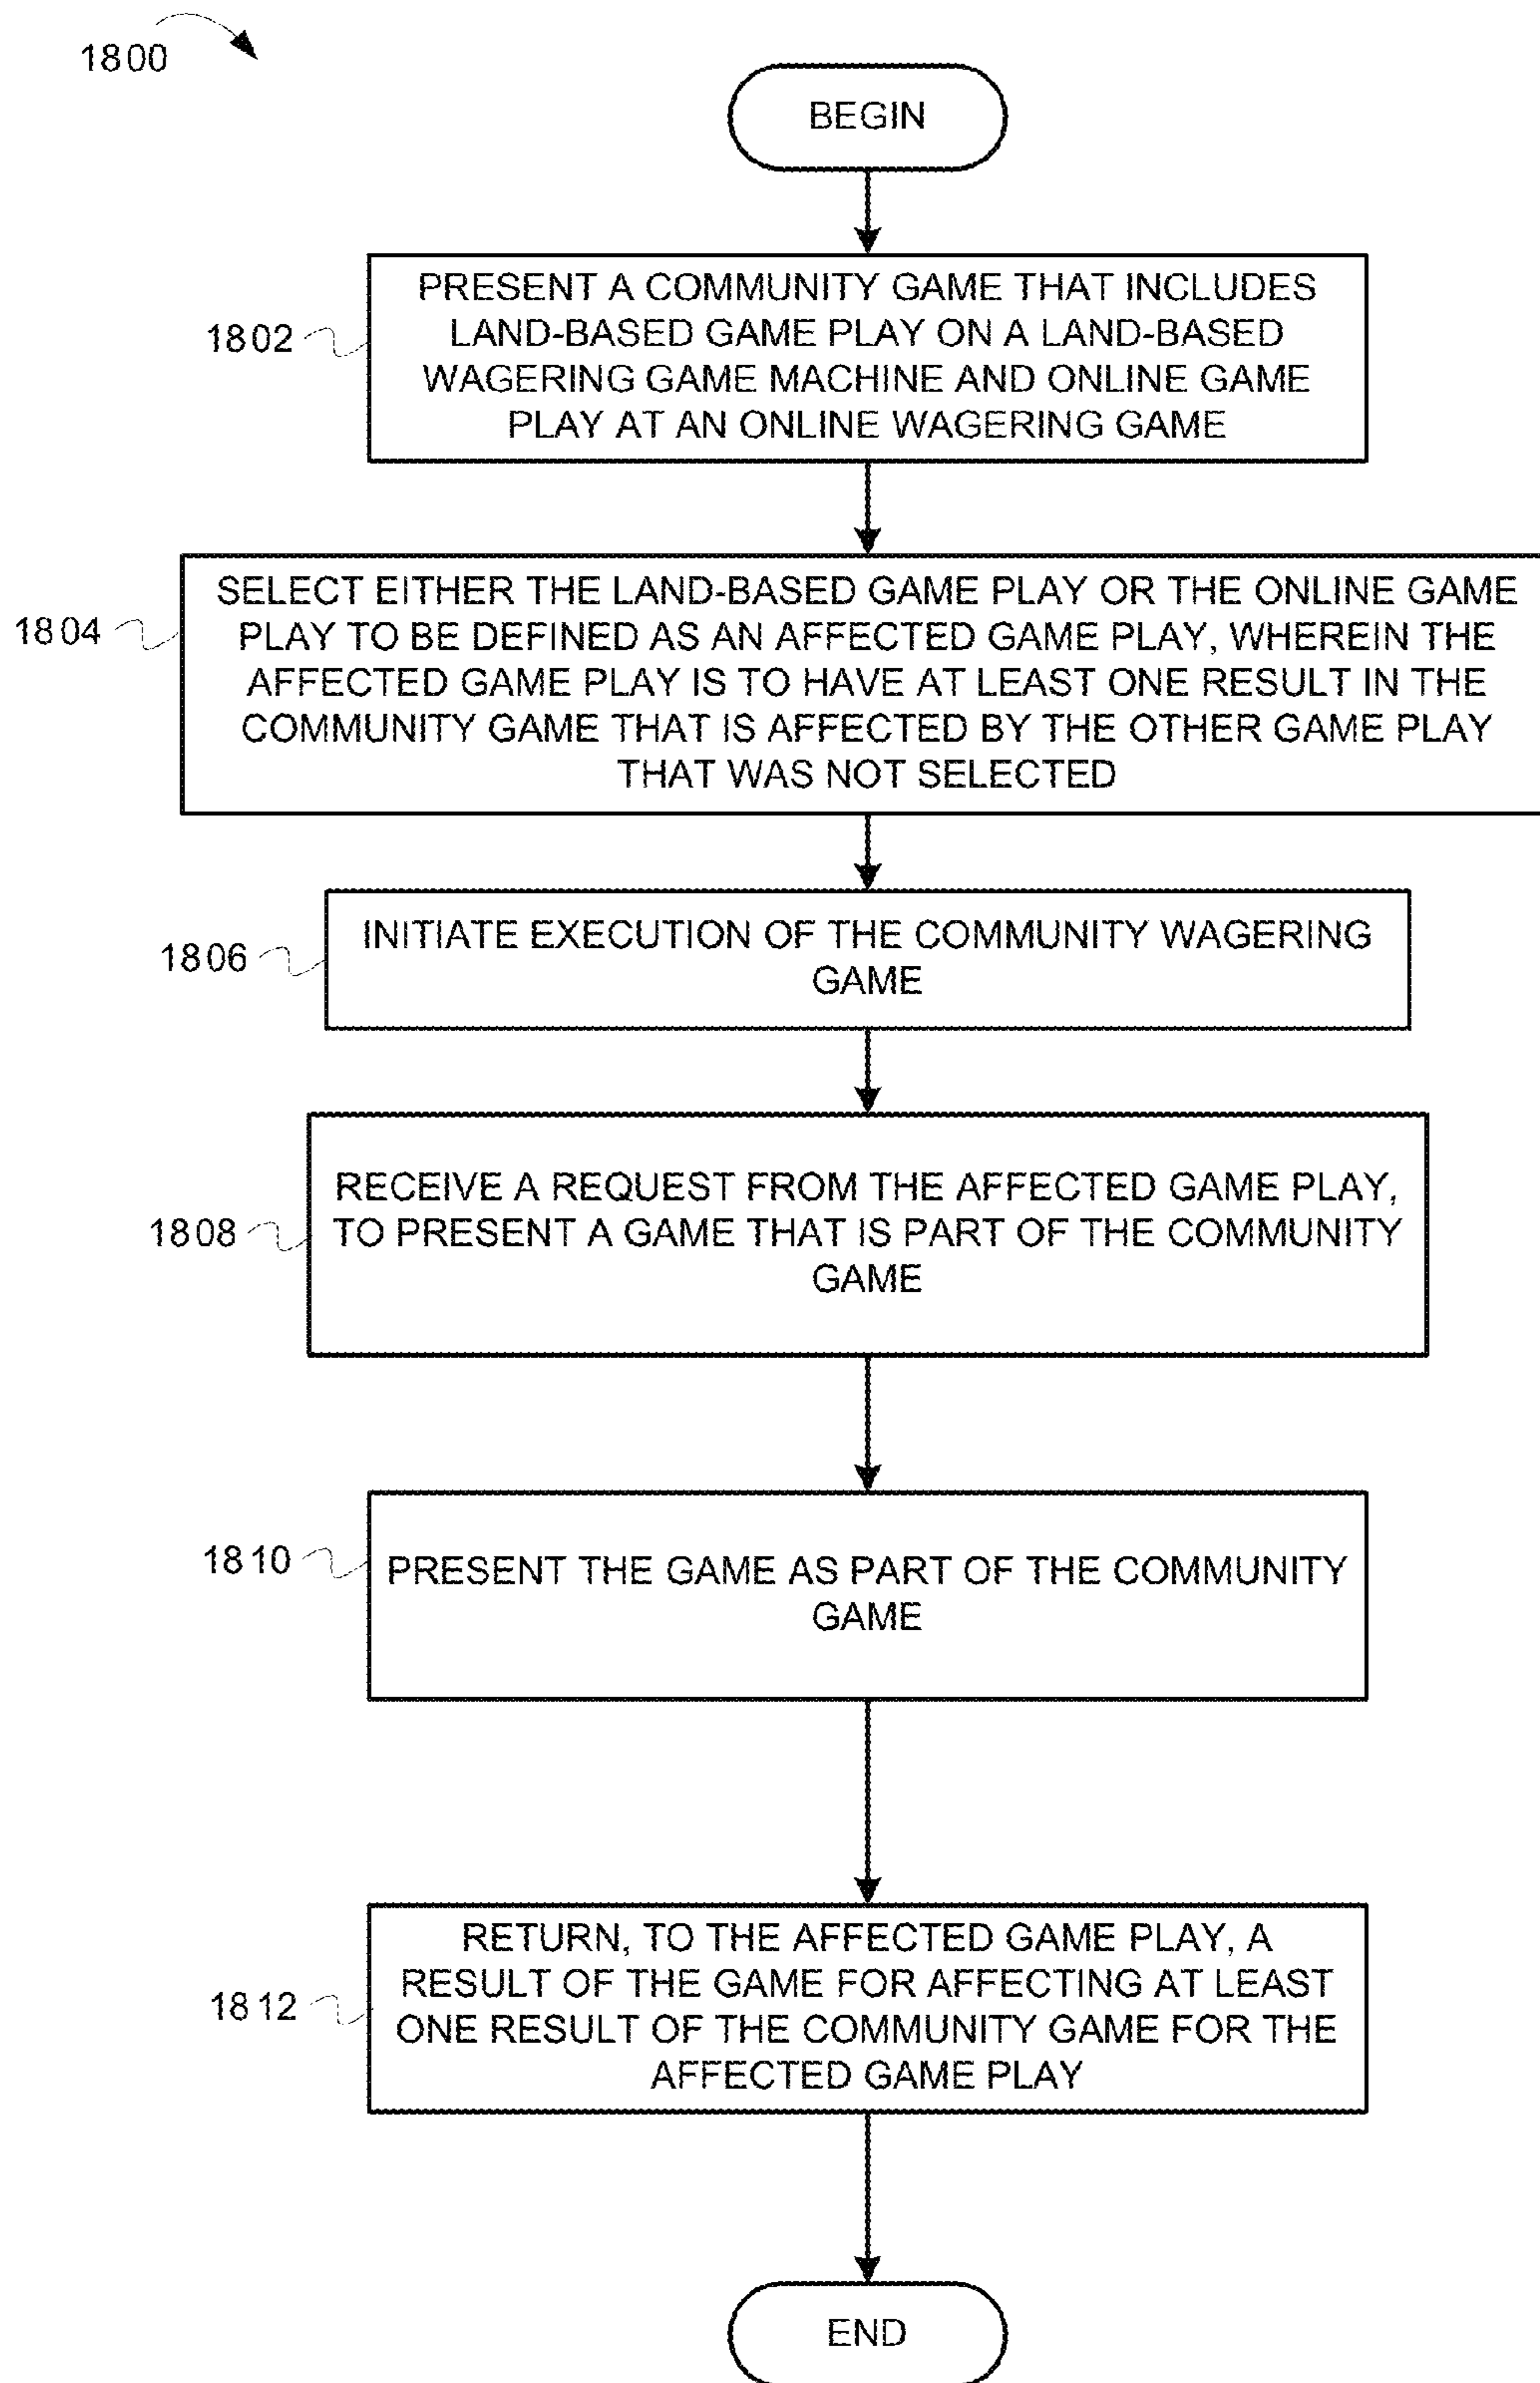 1800
BEGIN
1802
PRESENT A COMMUNITY GAME THAT INCLUDES
LAND-BASED GAME PLAY ON A LAND-BASED
WAGERING GAME MACHINE AND ONLINE GAME
PLAY AT AN ONLINE WAGERING GAME
1804
SELECT EITHER THE LAND-BASED GAME PLAY OR THE ONLINE GAME
PLAY TO BE DEFINED AS AN AFFECTED GAME PLAY, WHEREIN THE
AFFECTED GAME PLAY IS TO HAVE AT LEAST ONE RESULT IN THE
COMMUNITY GAME THAT IS AFFECTED BY THE OTHER GAME PLAY
THAT WAS NOT SELECTED
1806
INITIATE EXECUTION OF THE COMMUNITY WAGERING
GAME
1808
RECEIVE A REQUEST FROM THE AFFECTED GAME PLAY,
TO PRESENT A GAME THAT IS PART OF THE COMMUNITY
GAME
1810
PRESENT THE GAME AS PART OF THE COMMUNITY
GAME
1812
RETURN, TO THE AFFECTED GAME PLAY, A
RESULT OF THE GAME FOR AFFECTING AT LEAST
ONE RESULT OF THE COMMUNITY GAME FOR THE
AFFECTED GAME PLAY
END